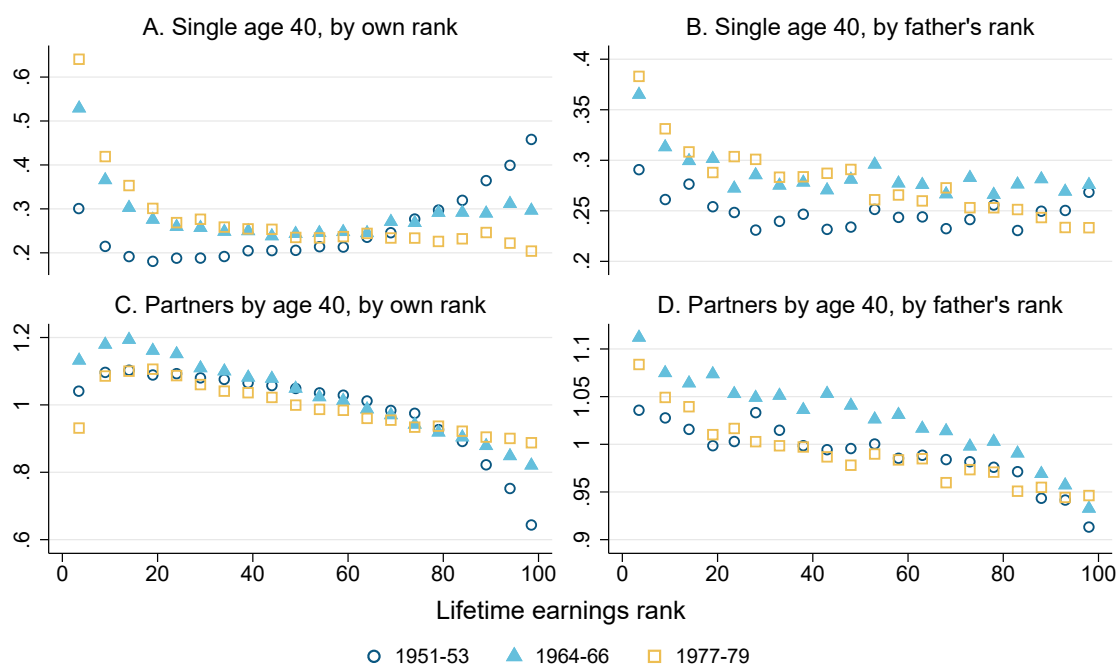 A. Single age 40, by own rank
.6
.5
.4
.3
.2
B. Single age 40, by father's rank
.4
.35
.3
.25
.2
C. Partners by age 40, by own rank
1.2
1
.8
.6
0 20 40 60 80 100
D. Partners by age 40, by father's rank
1.1
1.05
1
.95
.9
0 20 40 60 80 100
Lifetime earnings rank
1951-53 1964-66 1977-79